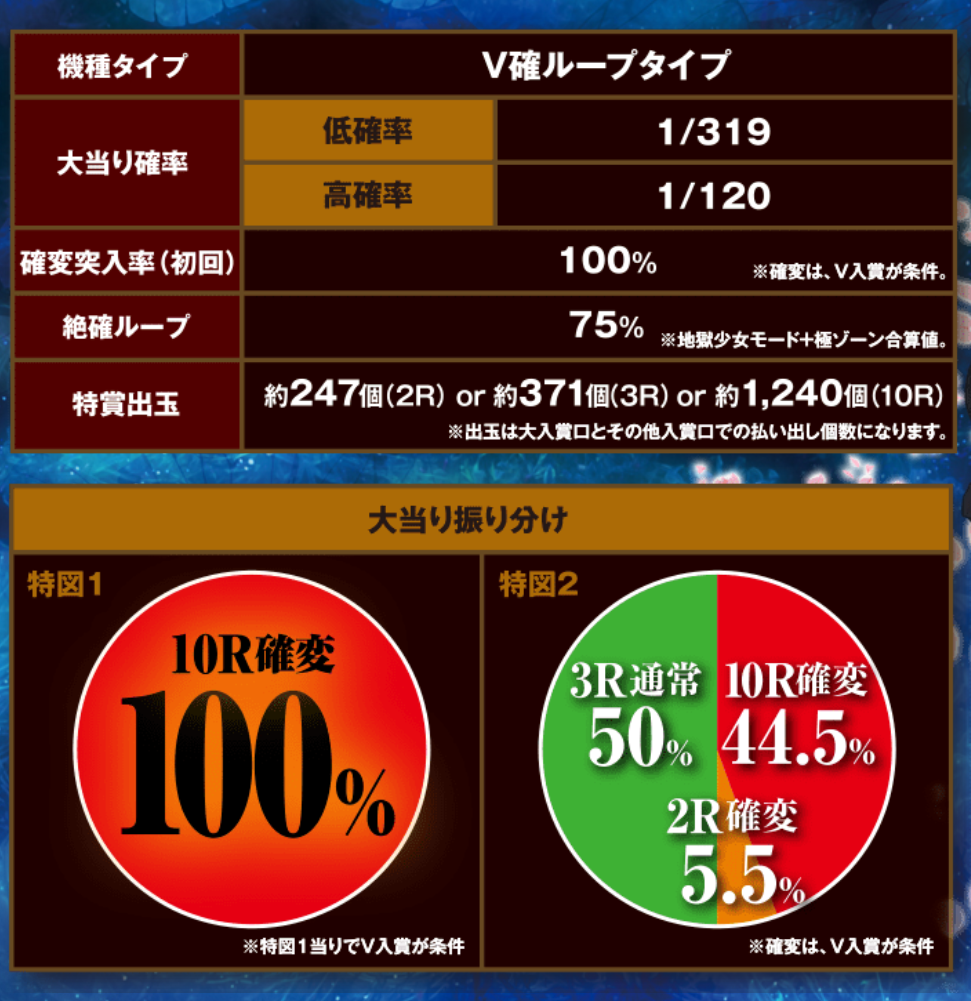 機種タイプ
V確ループタイプ
大当り確率
低確率
1/319
高確率
1/120
確変突入率(初回)
100%
※確変は、V入賞が条件。
絶確ループ
75%
※地獄少女モード+極ゾーン合算値。
特賞出玉
約247個(2R) or 約371個(3R) or 約1,240個(10R)
※出玉は大入賞口とその他入賞口での払い出し個数になります。
大当り振り分け
特図1
10R確変
100%
※特図1当りでV入賞が条件
特図2
3R通常
50%
10R確変
44.5%
2R確変
5.5%
※確変は、V入賞が条件